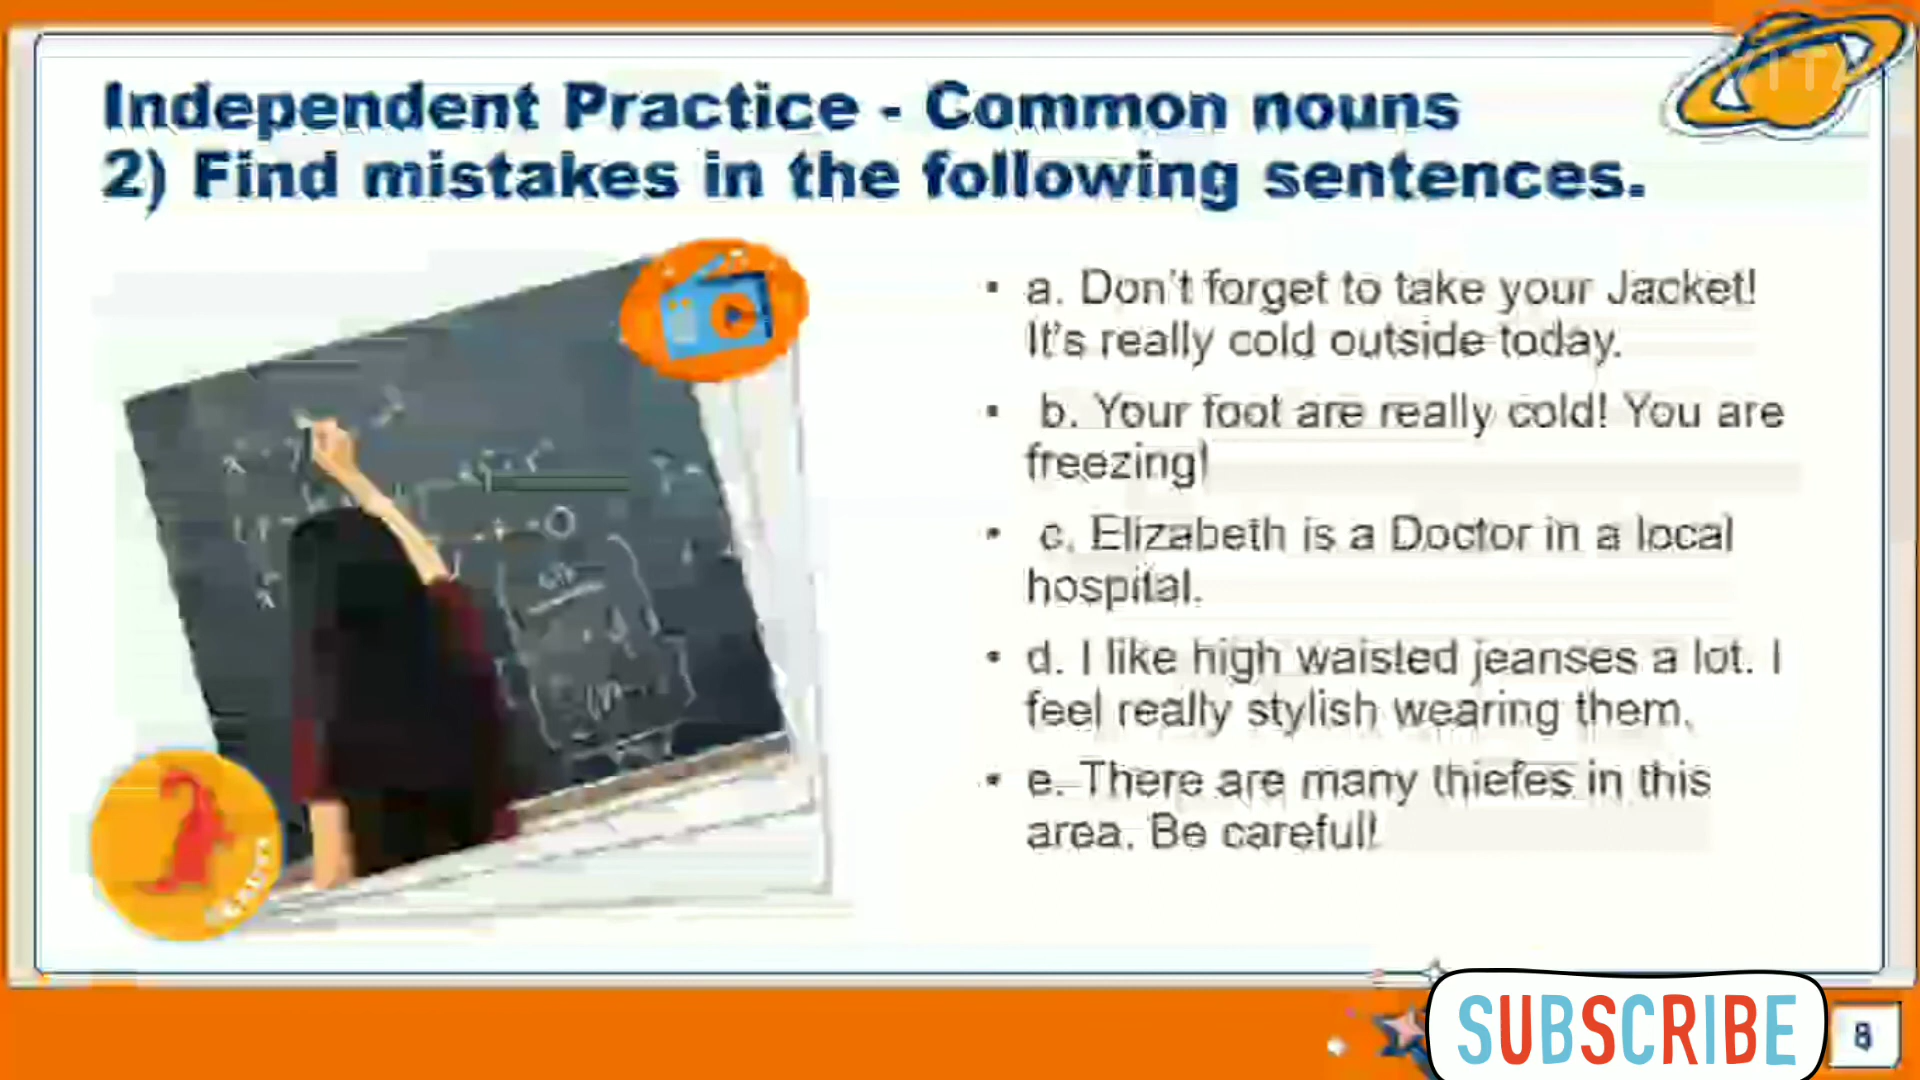 Independent Practice - Common nouns
2) Find mistakes in the following sentences.
• a. Don't forget to take your Jacket!
It's really cold outside today.
• b. Your foot are really cold! You are
freezing!
• c. Elizabeth is a Doctor in a local
hospital.
• d. I like high waisted jeanses a lot. I
feel really stylish wearing them.
• e. There are many thiefes in this
area. Be careful!
SUBSCRIBE
8